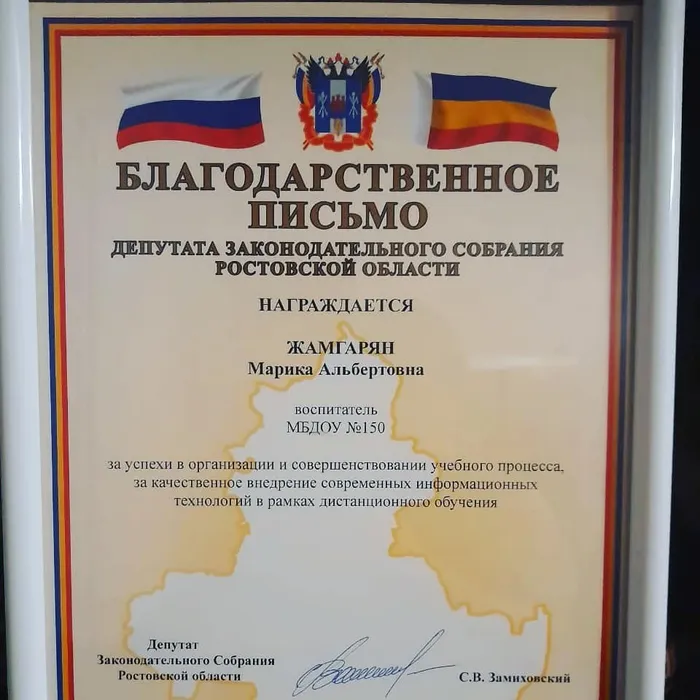 БЛАГОДАРСТВЕННОЕ
ПИСЬМО
ДЕПУТАТА ЗАКОНОДАТЕЛЬНОГО СОБРАНИЯ
РОСТОВСКОЙ ОБЛАСТИ
НАГРАЖДАЕТСЯ
ЖАМГАРЯН
Марика Альбертовна
воспитатель
МБДОУ №150
за успехи в организации и совершенствовании учебного процесса,
за качественное внедрение современных информационных
технологий в рамках дистанционного обучения
Депутат
Законодательного Собрания
Ростовской области
С.В. Замиховский